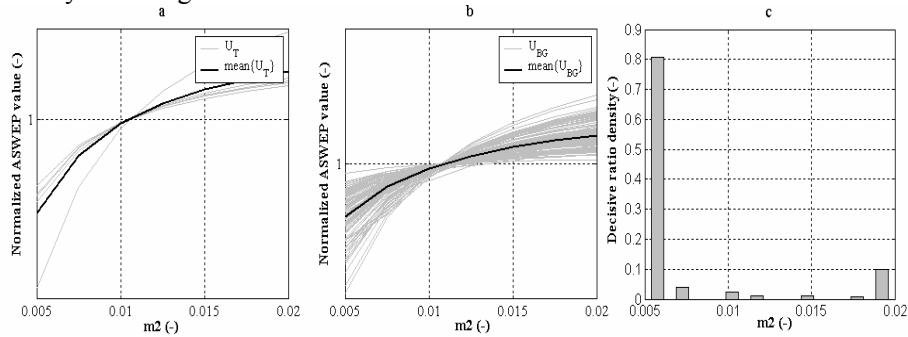 a
b
c
Normalized ASWEP value (-)
U_T
mean{U_T}
1
0.005
0.01
0.015
0.02
m2 (-)
Normalized ASWEP value (-)
U_BG
mean{U_BG}
1
0.005
0.01
0.015
0.02
m2 (-)
Decisive ratio density(-)
0.9
0.8
0.7
0.6
0.5
0.4
0.3
0.2
0.1
0
0.005
0.01
0.015
0.02
m2 (-)